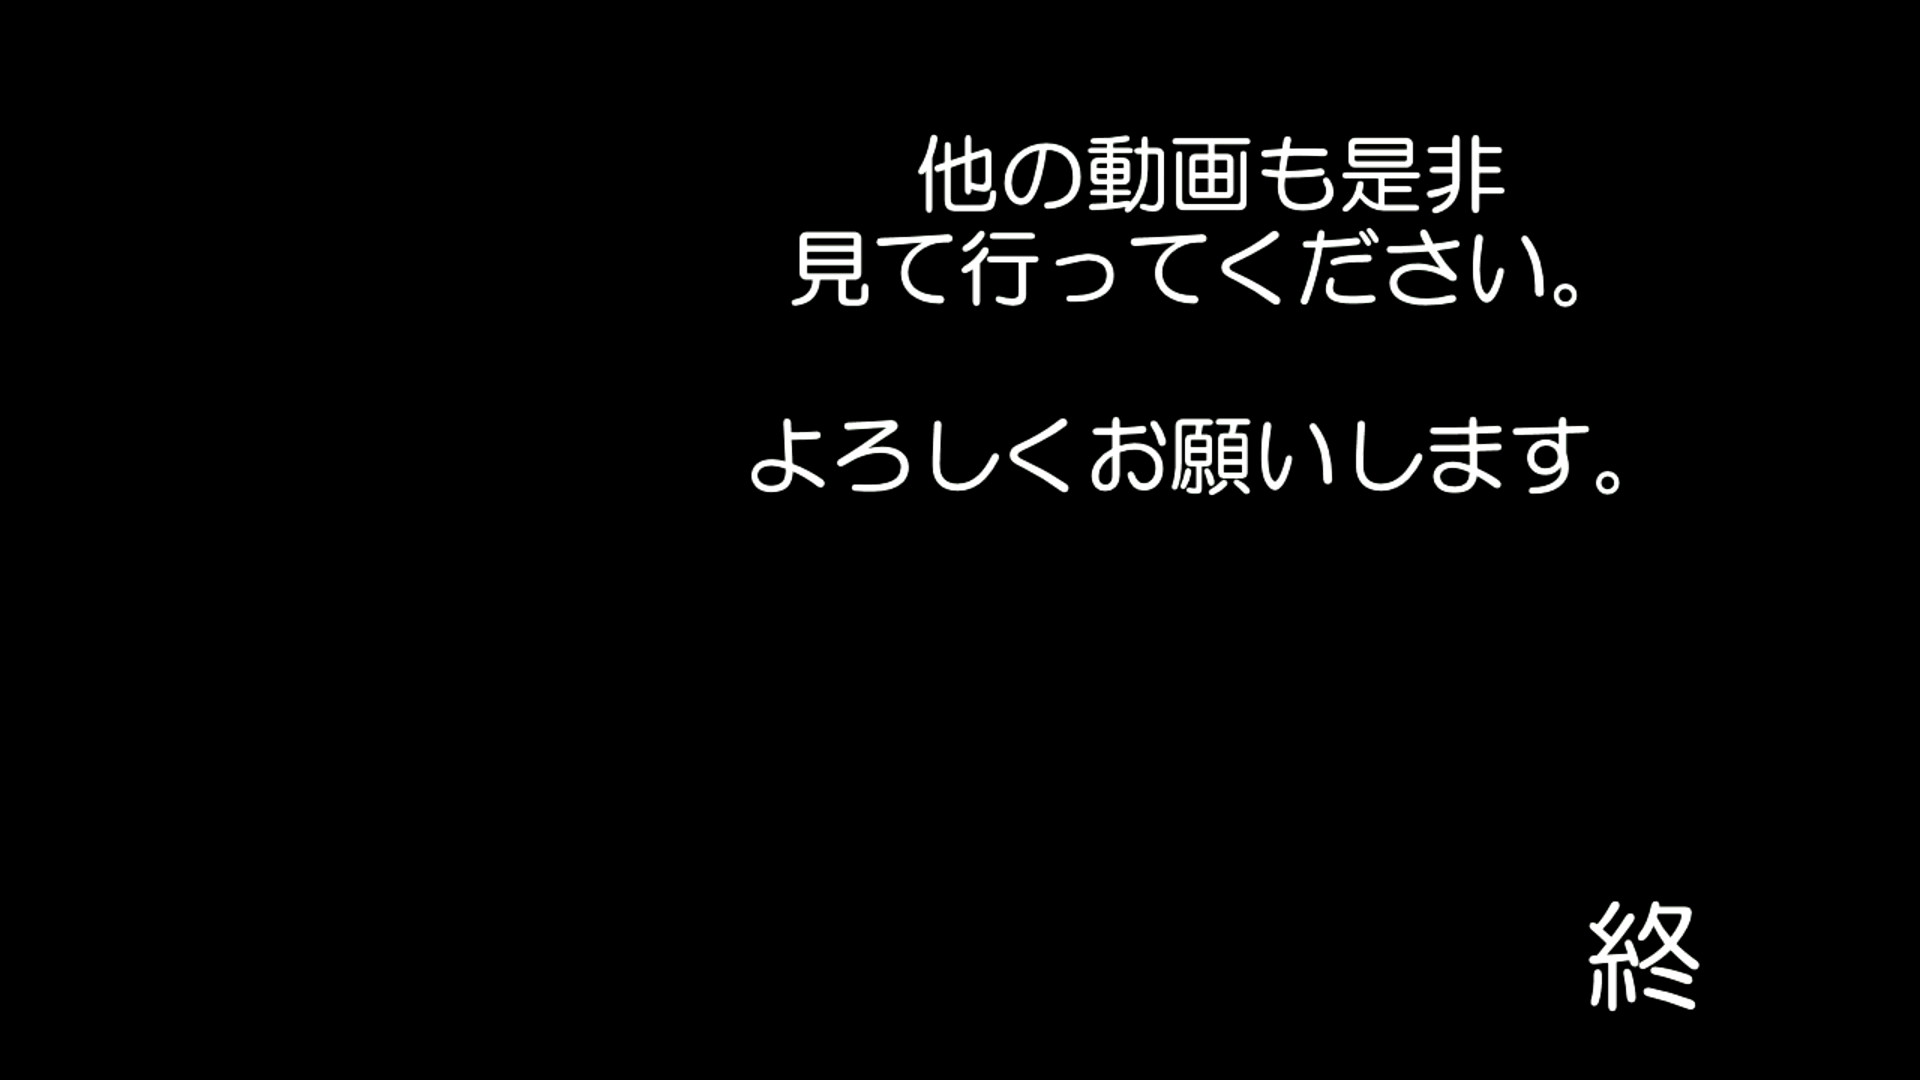 他の動画も是非
見て行ってください。
よろしくお願いします。
終